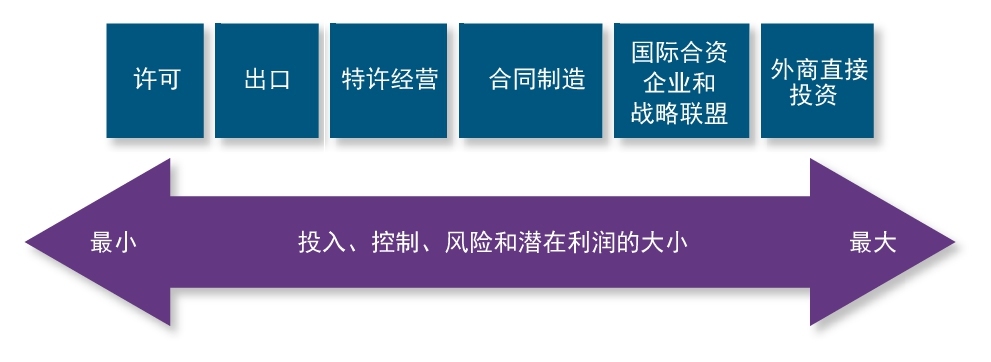 许可
出口
特许经营
合同制造
国际合资
企业和
战略联盟
外商直接
投资
最小
投入、控制、风险和潜在利润的大小
最大